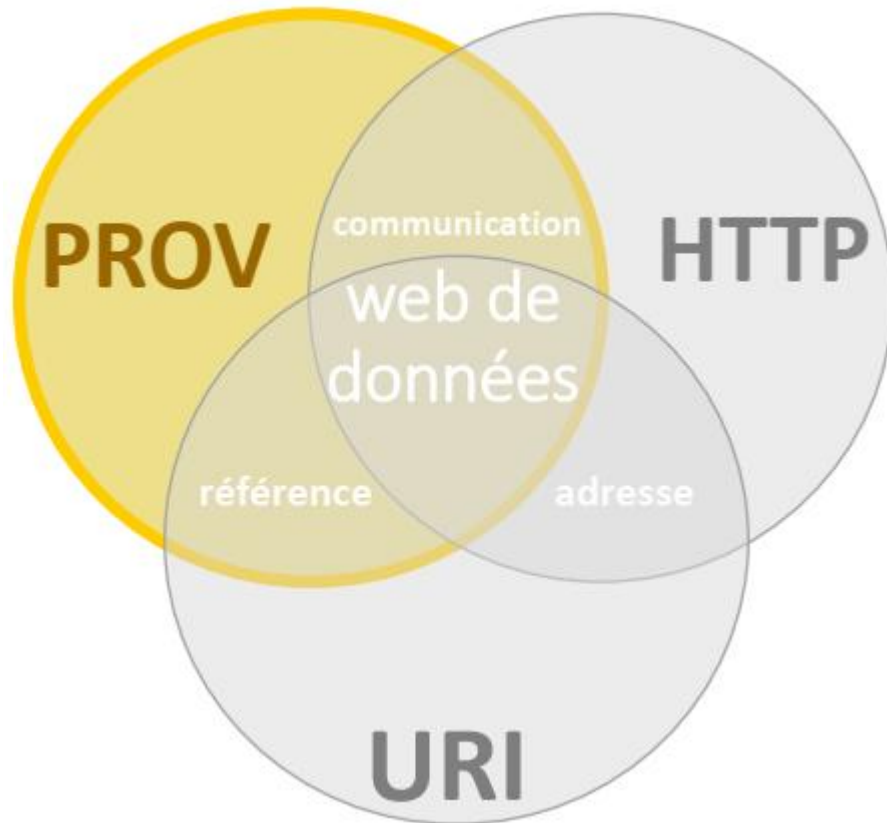 communication
PROV
HTTP
web de
données
référence
adresse
URI